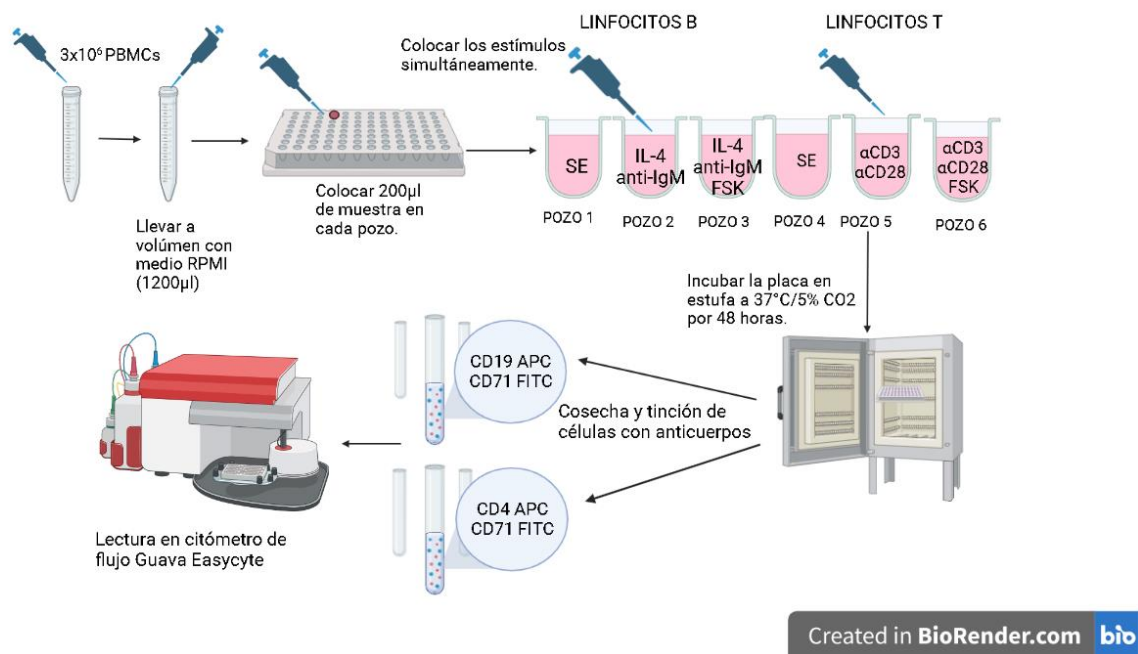 3x10⁶ PBMCs
Llevar a
volúmen con
medio RPMI
(1200µl)
Colocar 200µl
de muestra en
cada pozo.
Colocar los estímulos
simultáneamente.
LINFOCITOS B
LINFOCITOS T
SE
IL-4
anti-IgM
IL-4
anti-IgM
FSK
SE
αCD3
αCD28
αCD3
αCD28
FSK
POZO 1
POZO 2
POZO 3
POZO 4
POZO 5
POZO 6
Incubar la placa en
estufa a 37°C/5% CO2
por 48 horas.
CD19 APC
CD71 FITC
Cosecha y tinción de
células con anticuerpos
CD4 APC
CD71 FITC
Lectura en citómetro de
flujo Guava Easycyte
Created in BioRender.com bio